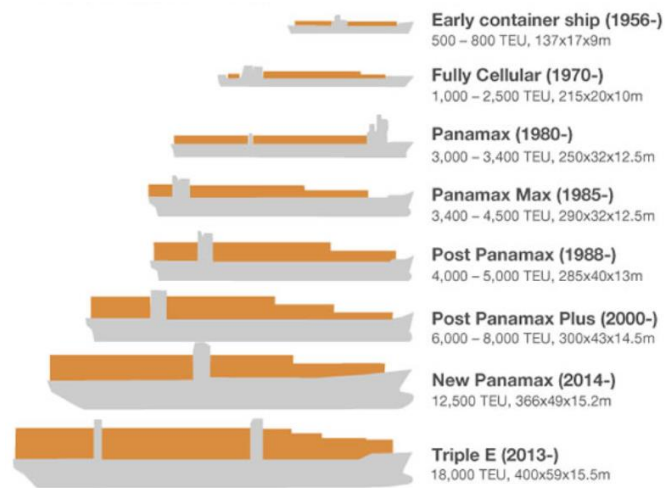 Early container ship (1956-)
500 – 800 TEU, 137x17x9m
Fully Cellular (1970-)
1,000 – 2,500 TEU, 215x20x10m
Panamax (1980-)
3,000 – 3,400 TEU, 250x32x12.5m
Panamax Max (1985-)
3,400 – 4,500 TEU, 290x32x12.5m
Post Panamax (1988-)
4,000 – 5,000 TEU, 285x40x13m
Post Panamax Plus (2000-)
6,000 – 8,000 TEU, 300x43x14.5m
New Panamax (2014-)
12,500 TEU, 366x49x15.2m
Triple E (2013-)
18,000 TEU, 400x59x15.5m